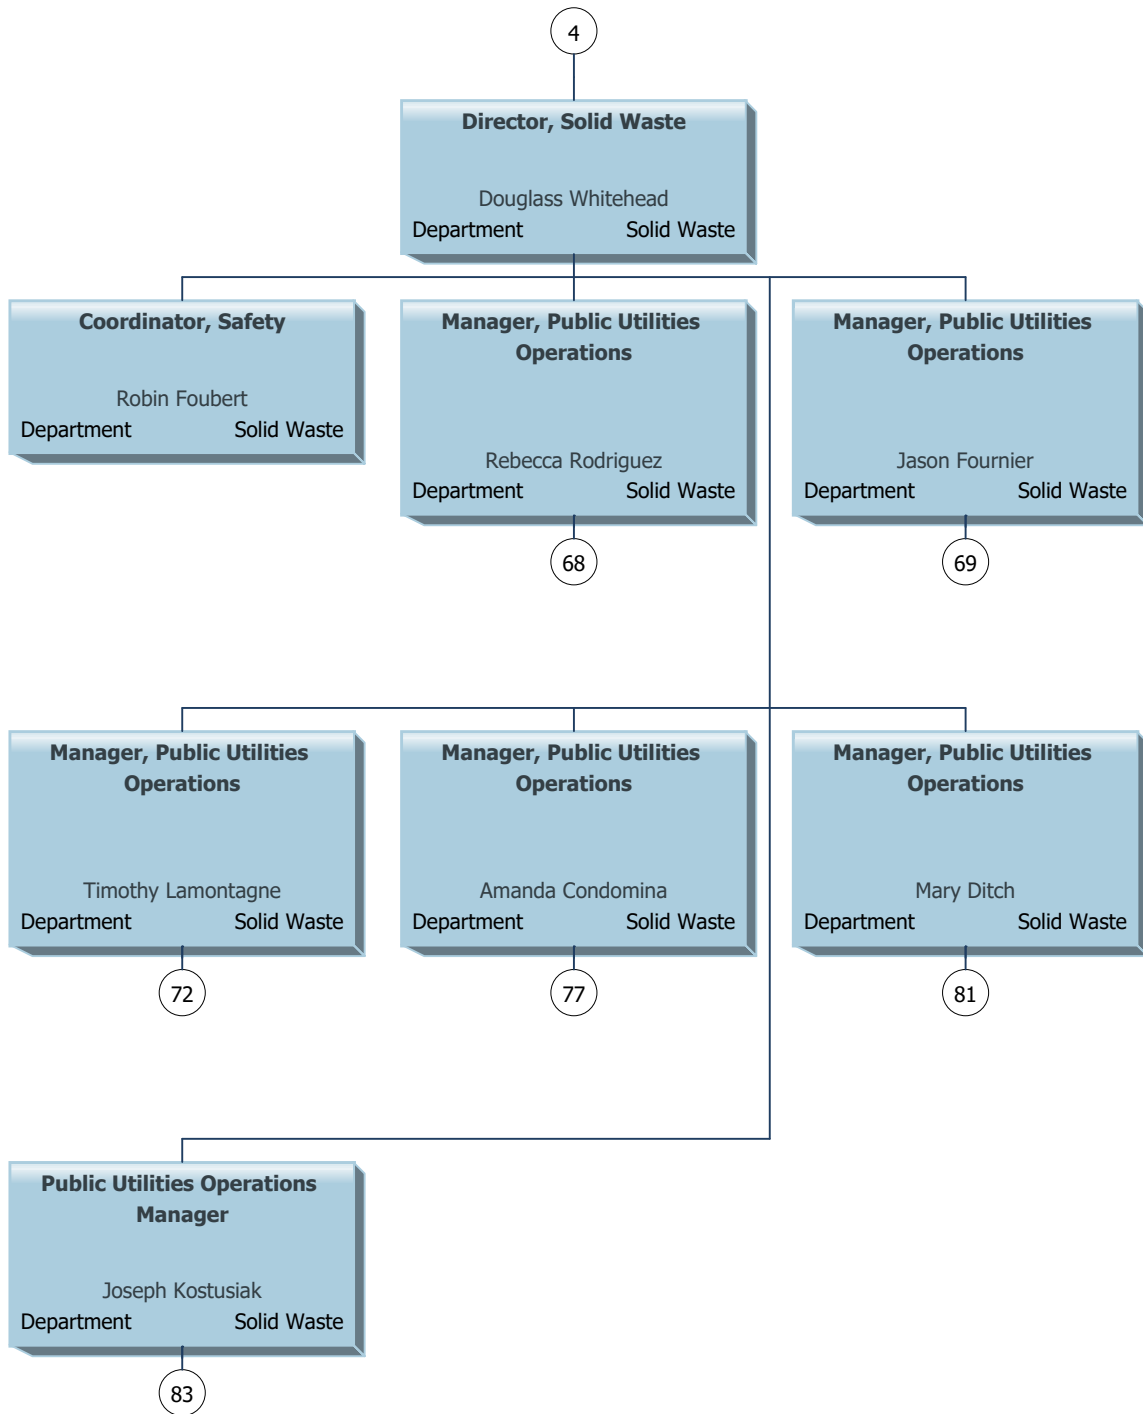 4
Director, Solid Waste
Douglass Whitehead
Department Solid Waste
Coordinator, Safety
Robin Foubert
Department Solid Waste
Manager, Public Utilities
Operations
Rebecca Rodriguez
Department Solid Waste
68
Manager, Public Utilities
Operations
Jason Fournier
Department Solid Waste
69
Manager, Public Utilities
Operations
Timothy Lamontagne
Department Solid Waste
72
Manager, Public Utilities
Operations
Amanda Condomina
Department Solid Waste
77
Manager, Public Utilities
Operations
Mary Ditch
Department Solid Waste
81
Public Utilities Operations
Manager
Joseph Kostusiak
Department Solid Waste
83